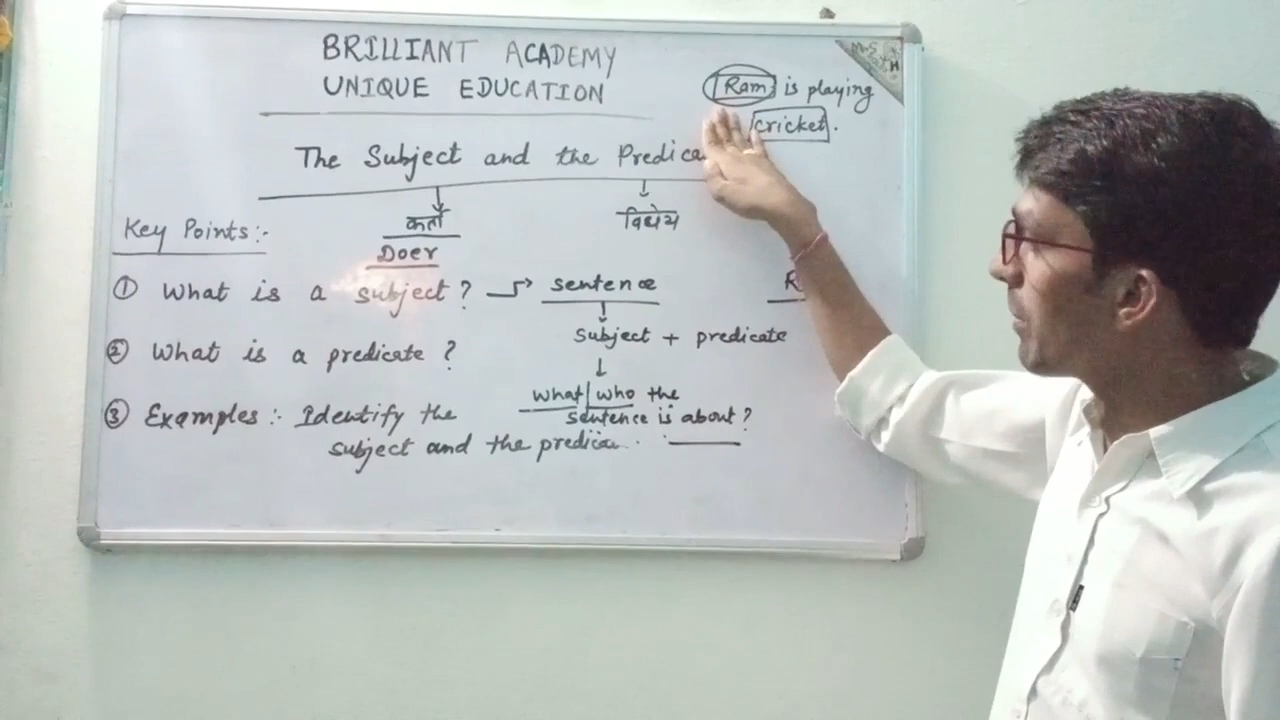 BRILLIANT ACADEMY
UNIQUE EDUCATION
Ram is playing
cricket.
The Subject and the Predica
कर्ता
विधेय
Doer
Key Points:-
① What is a subject? → sentence
R
subject + predicate
② What is a predicate ?
what/who the
sentence is about?
③ Examples :- Identify the
subject and the predica